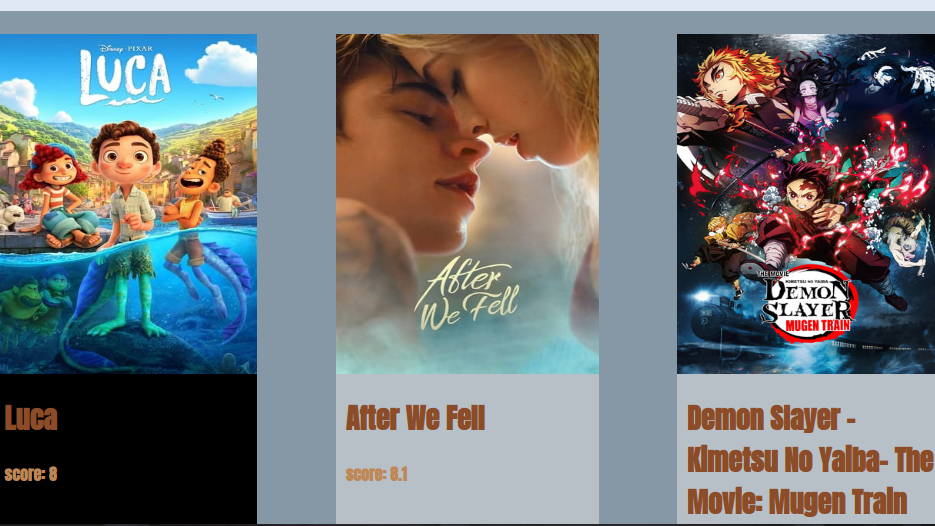 Disney PIXAR
LUCA
After
We Fell
THE MOVIE
KIMETSU NO YAIBA
DEMON
SLAYER
MUGEN TRAIN
Luca
score: 8
After We Fell
score: 8.1
Demon Slayer -
Kimetsu No Yaiba- The
Movie: Mugen Train